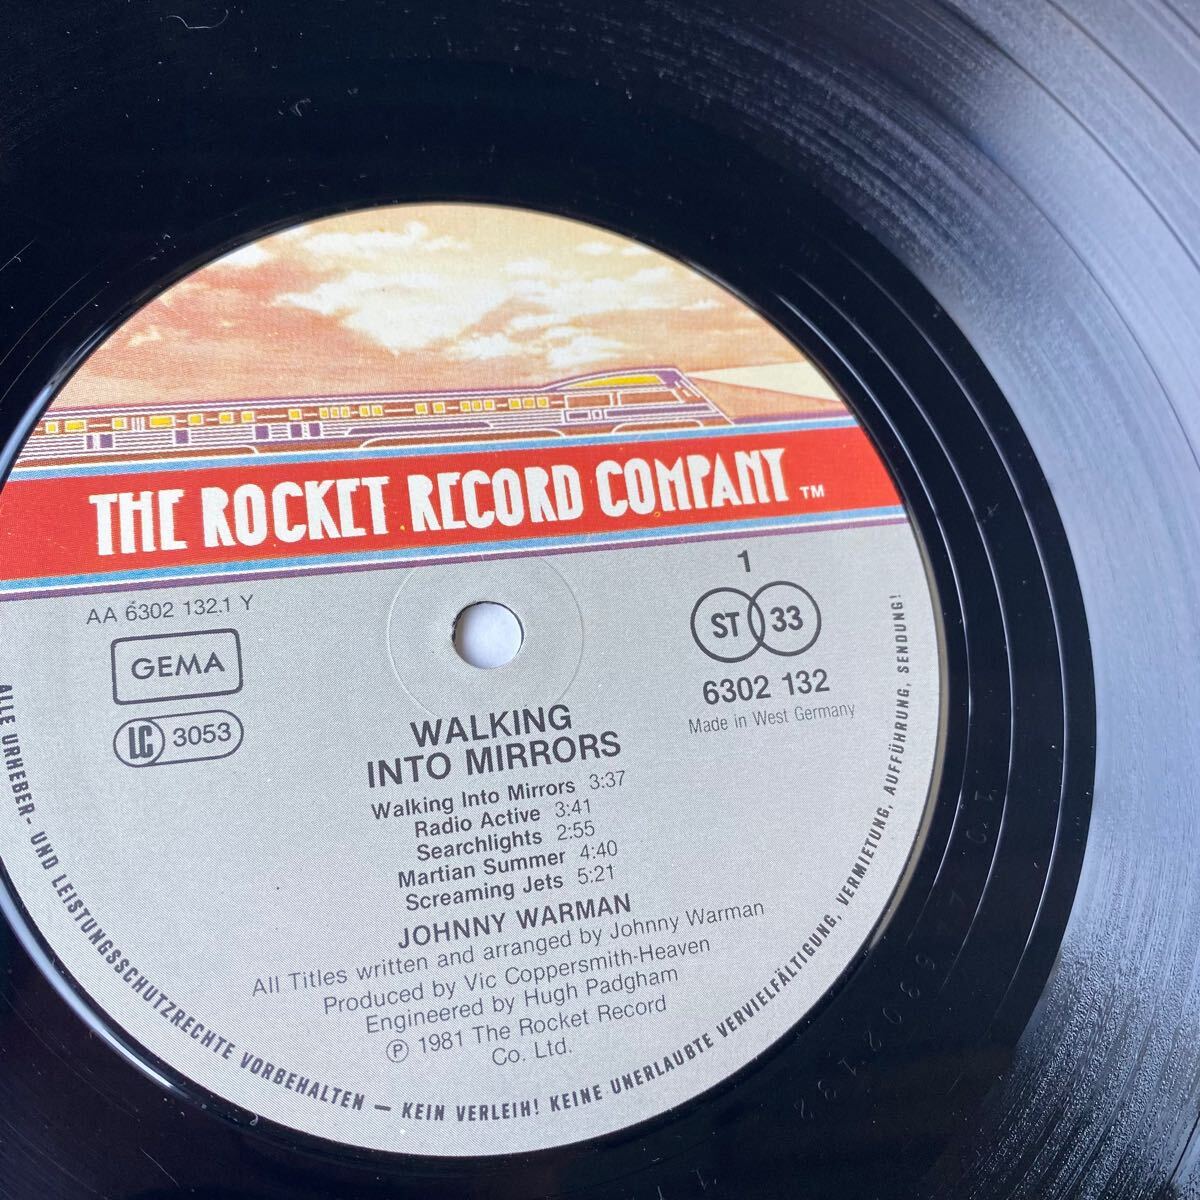 THE ROCKET RECORD COMPANY TM
AA 6302 132.1 Y
GEMA
LC 3053
1
ST 33
6302 132
Made in West Germany
WALKING
INTO MIRRORS
Walking Into Mirrors 3:37
Radio Active 3:41
Searchlights 2:55
Martian Summer 4:40
Screaming Jets 5:21
JOHNNY WARMAN
All Titles written and arranged by Johnny Warman
Produced by Vic Coppersmith-Heaven
Engineered by Hugh Padgham
℗ 1981 The Rocket Record
Co. Ltd.
ALLE URHEBER- UND LEISTUNGSSCHUTZRECHTE VORBEHALTEN – KEIN VERLEIH! KEINE UNERLAUBTE VERVIELFÄLTIGUNG, VERMIETUNG, AUFFÜHRUNG, SENDUNG!